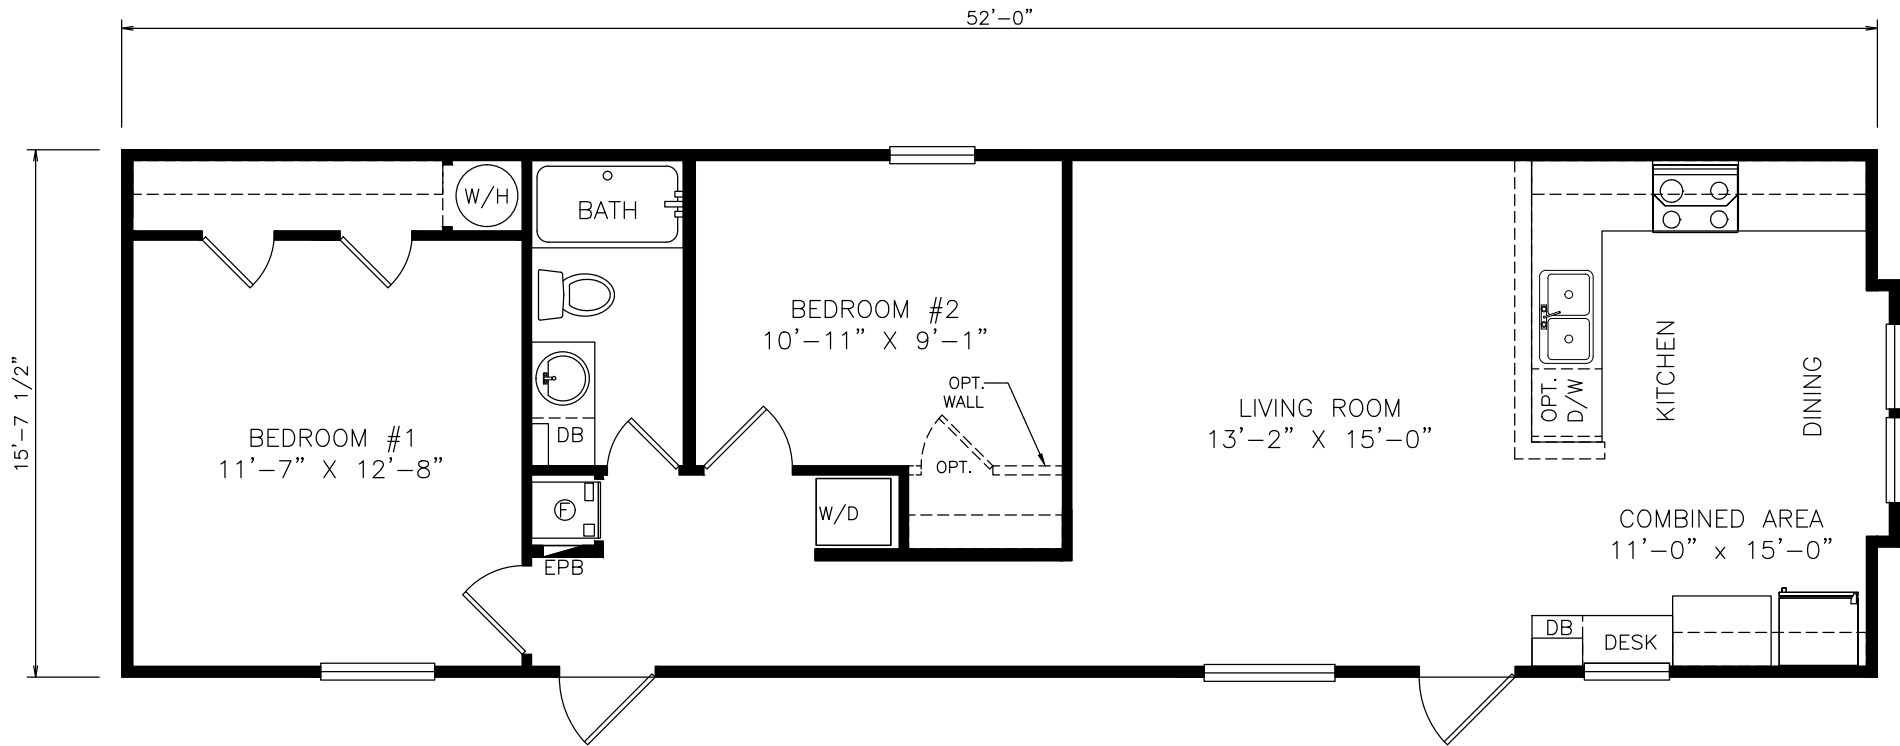 52'-0"
15'-7 1/2"
W/H
BATH
BEDROOM #2
10'-11" X 9'-1"
OPT.
WALL
OPT.
DB
BEDROOM #1
11'-7" X 12'-8"
F
EPB
W/D
LIVING ROOM
13'-2" X 15'-0"
OPT.
D/W
KITCHEN
DINING
COMBINED AREA
11'-0" x 15'-0"
DB
DESK